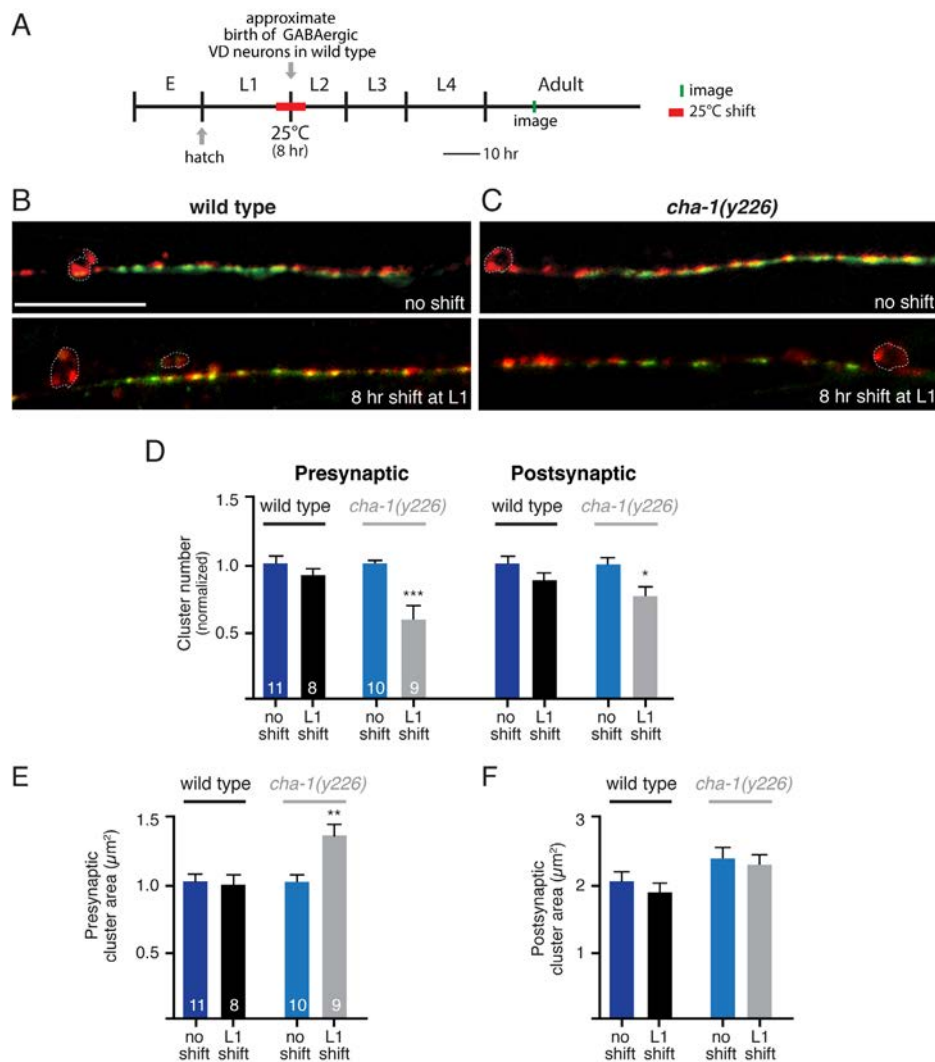 A
approximate
birth of GABAergic
VD neurons in wild type
E L1 L2 L3 L4 Adult
image
25°C shift
25°C
(8 hr)
image
hatch
10 hr
B
wild type
no shift
8 hr shift at L1
C
cha-1(y226)
no shift
8 hr shift at L1
D
Presynaptic Postsynaptic
wild type cha-1(y226) wild type cha-1(y226)
Cluster number
(normalized)
1.5
1.0
0.5
*** *
11 8 10 9
no shift L1 shift no shift L1 shift no shift L1 shift no shift L1 shift
E
wild type cha-1(y226)
Presynaptic
cluster area (µm²)
1.5
1.0
0.5
**
11 8 10 9
no shift L1 shift no shift L1 shift
F
wild type cha-1(y226)
Postsynaptic
cluster area (µm²)
3
2
1
no shift L1 shift no shift L1 shift